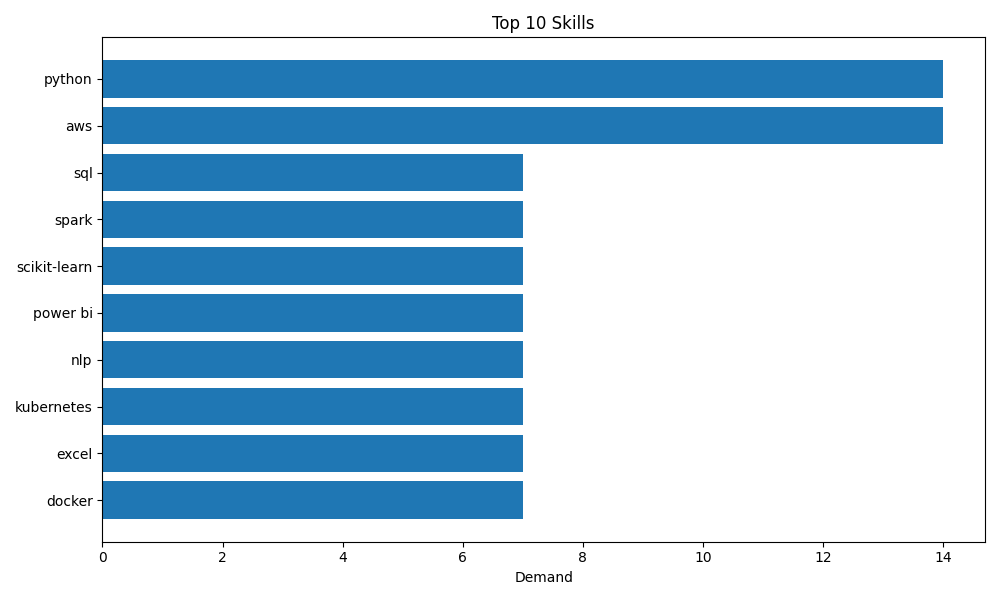 Top 10 Skills
python
aws
sql
spark
scikit-learn
power bi
nlp
kubernetes
excel
docker
0 2 4 6 8 10 12 14
Demand